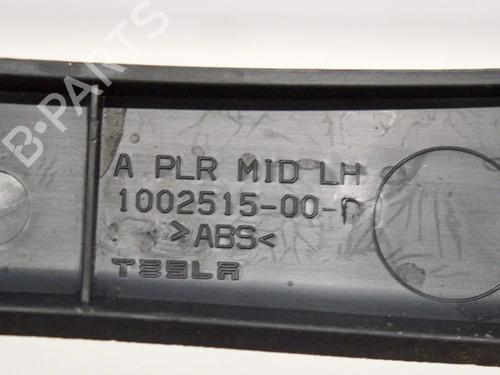 B·PARTS
A PLR MID LH
1002515-00-D
>ABS<
TESLA